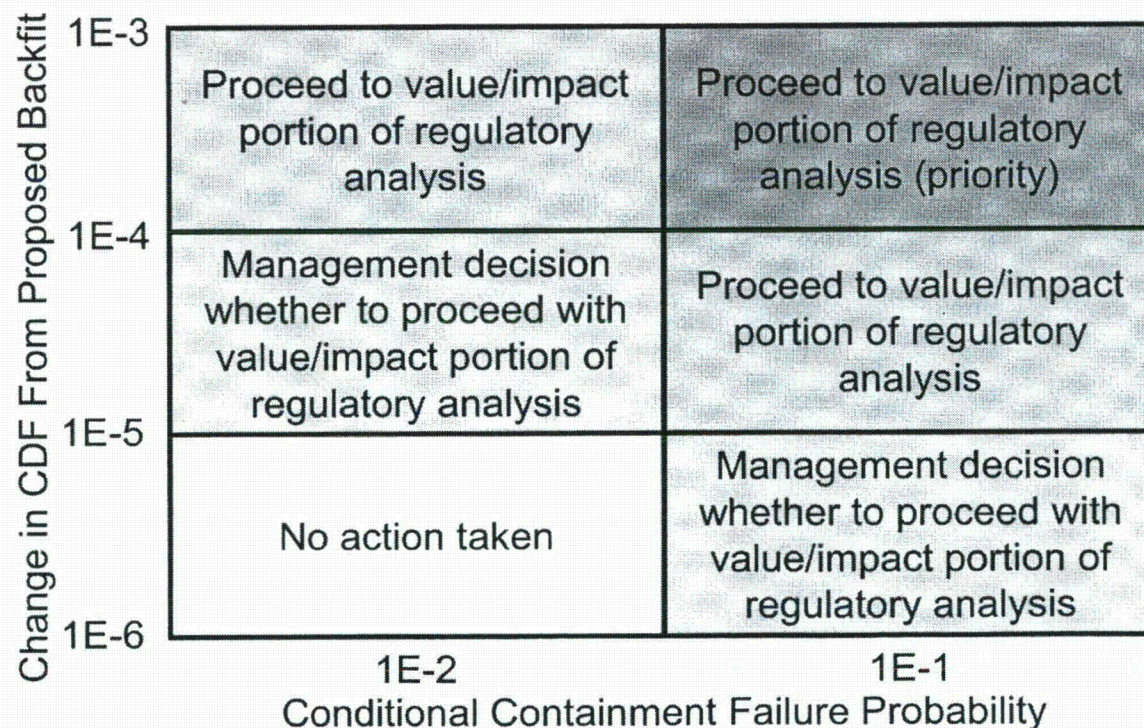 Change in CDF From Proposed Backfit
1E-3
Proceed to value/impact
portion of regulatory
analysis
Proceed to value/impact
portion of regulatory
analysis (priority)
1E-4
Management decision
whether to proceed with
value/impact portion of
regulatory analysis
Proceed to value/impact
portion of regulatory
analysis
1E-5
No action taken
Management decision
whether to proceed with
value/impact portion of
regulatory analysis
1E-6
1E-2
1E-1
Conditional Containment Failure Probability